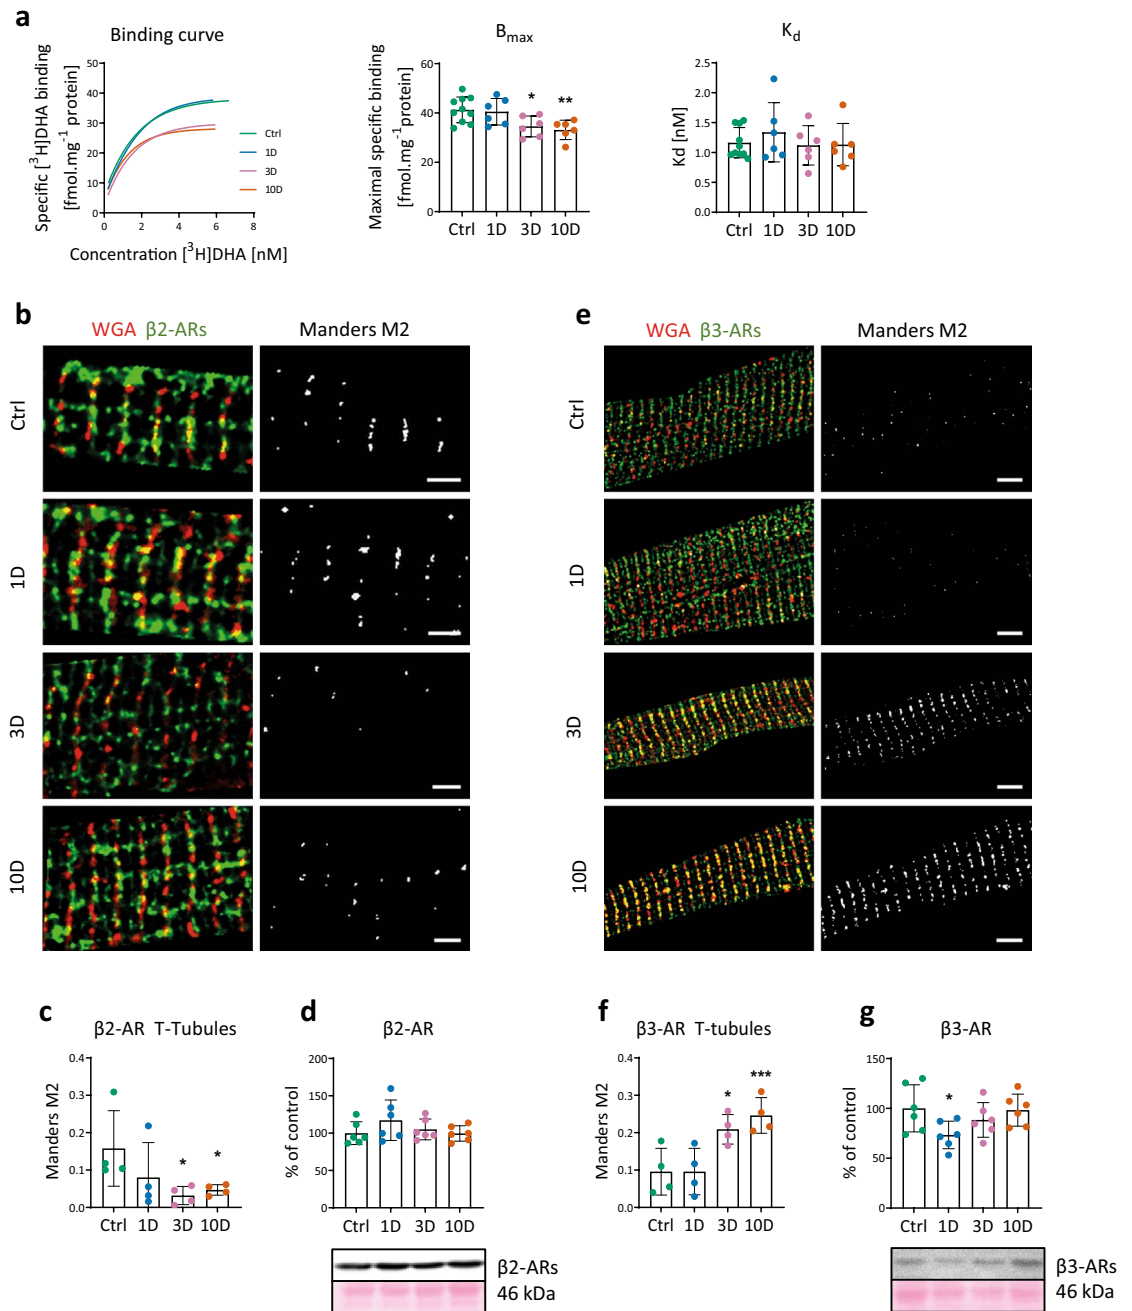 a
Binding curve
Specific [³H]DHA binding
[fmol.mg⁻¹ protein]
50
40
30
20
10
0
0 2 4 6 8
Concentration [³H]DHA [nM]
Ctrl
1D
3D
10D
Bmax
Maximal specific binding
[fmol.mg⁻¹ protein]
60
40
20
0
* **
Ctrl 1D 3D 10D
Kd
Kd [nM]
2.5
2.0
1.5
1.0
0.5
0.0
Ctrl 1D 3D 10D
b
WGA β2-ARs Manders M2
Ctrl
1D
3D
10D
e
WGA β3-ARs Manders M2
Ctrl
1D
3D
10D
c
β2-AR T-Tubules
Manders M2
0.4
0.3
0.2
0.1
0.0
* *
Ctrl 1D 3D 10D
d
β2-AR
% of control
200
150
100
50
0
Ctrl 1D 3D 10D
β2-ARs
46 kDa
f
β3-AR T-tubules
Manders M2
0.4
0.3
0.2
0.1
0.0
* ***
Ctrl 1D 3D 10D
g
β3-AR
% of control
150
100
50
0
*
Ctrl 1D 3D 10D
β3-ARs
46 kDa